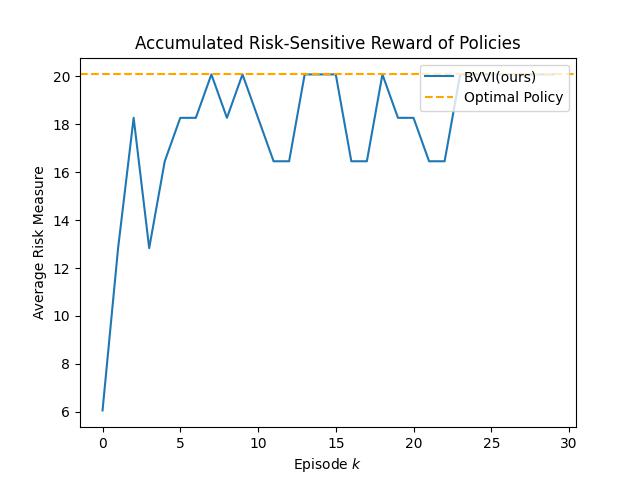 Accumulated Risk-Sensitive Reward of Policies
BVVI(ours)
Optimal Policy
Average Risk Measure
20
18
16
14
12
10
8
6
0 5 10 15 20 25 30
Episode k